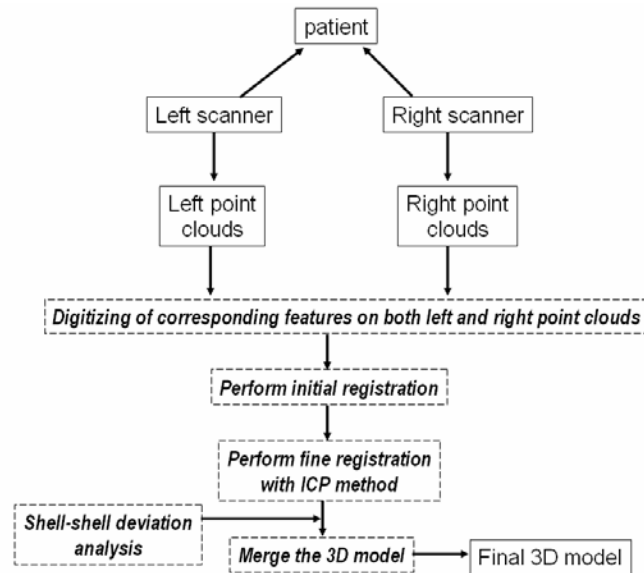 patient
Left scanner
Right scanner
Left point
clouds
Right point
clouds
Digitizing of corresponding features on both left and right point clouds
Perform initial registration
Perform fine registration
with ICP method
Shell-shell deviation
analysis
Merge the 3D model
Final 3D model